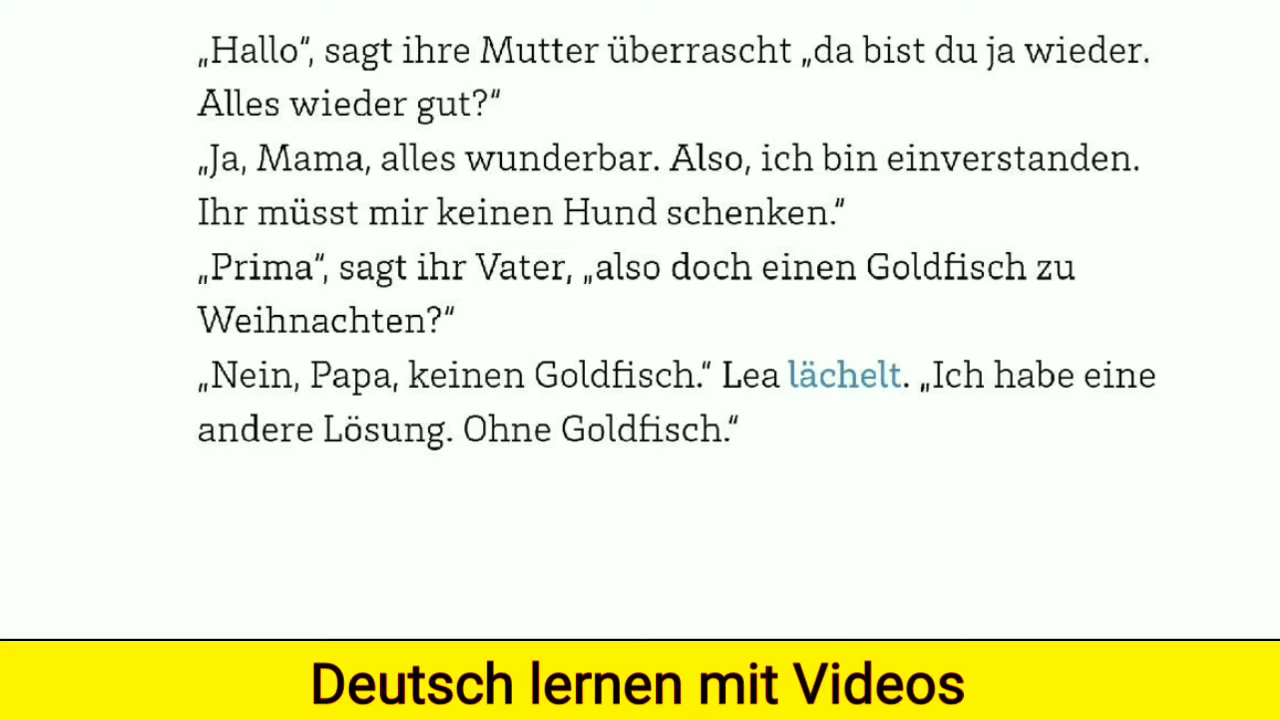 „Hallo“, sagt ihre Mutter überrascht „da bist du ja wieder.
Alles wieder gut?“
„Ja, Mama, alles wunderbar. Also, ich bin einverstanden.
Ihr müsst mir keinen Hund schenken.“
„Prima“, sagt ihr Vater, „also doch einen Goldfisch zu
Weihnachten?“
„Nein, Papa, keinen Goldfisch.“ Lea lächelt. „Ich habe eine
andere Lösung. Ohne Goldfisch.“
Deutsch lernen mit Videos